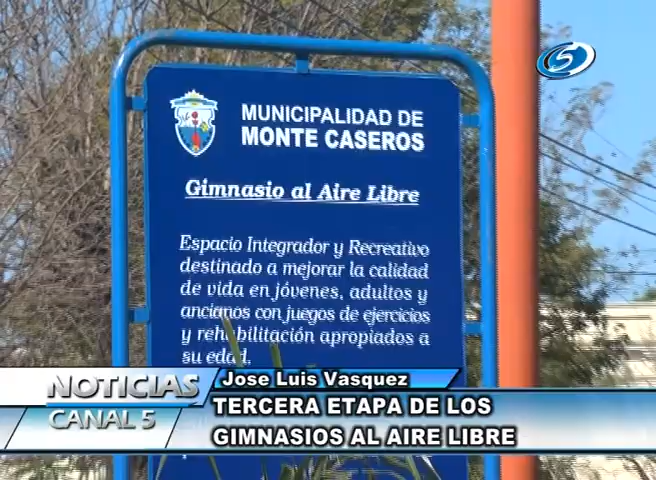 5
MUNICIPALIDAD DE
MONTE CASEROS
Gimnasio al Aire Libre
Espacio Integrador y Recreativo
destinado a mejorar la calidad
de vida en jóvenes, adultos y
ancianos con juegos de ejercicios
y rehabilitación apropiados a
su edad.
NOTICIAS
CANAL 5
Jose Luis Vasquez
TERCERA ETAPA DE LOS
GIMNASIOS AL AIRE LIBRE